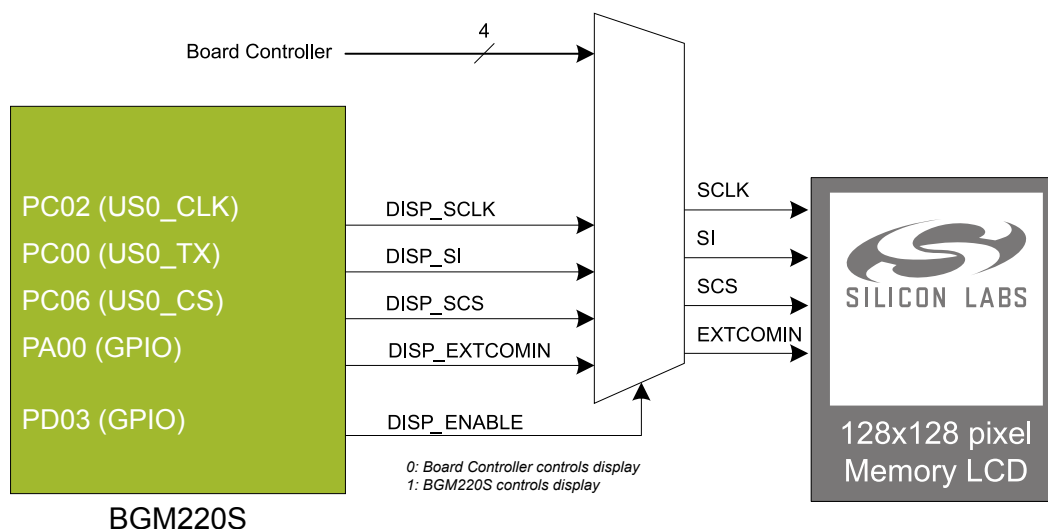 4
Board Controller
PC02 (US0_CLK)
PC00 (US0_TX)
PC06 (US0_CS)
PA00 (GPIO)
PD03 (GPIO)
BGM220S
DISP_SCLK
DISP_SI
DISP_SCS
DISP_EXTCOMIN
DISP_ENABLE
0: Board Controller controls display
1: BGM220S controls display
SCLK
SI
SCS
EXTCOMIN
SILICON LABS
128x128 pixel
Memory LCD